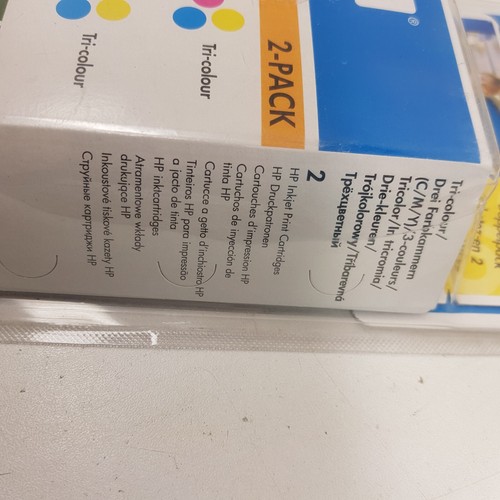 Tri-colour
Tri-colour
2-PACK
Tri-colour/
Drei Farbkammern
(C/M/Y)/3-couleurs/
Tricolor/In tricromia/
Drie-kleuren/
Trójkolorowy/Tribarevná
Трёхцветный
2
HP Inkjet Print Cartridges
HP Druckpatronen
Cartouches d'impression HP
Cartuchos de inyección de
tinta HP
Cartucce a getto d'inchiostro HP
Tinteiros HP para impressão
a jacto de tinta
HP inktcartridges
Atramentowe wkłady
drukujące HP
Inkoustové tiskové kazety HP
Струйные картриджи HP
2